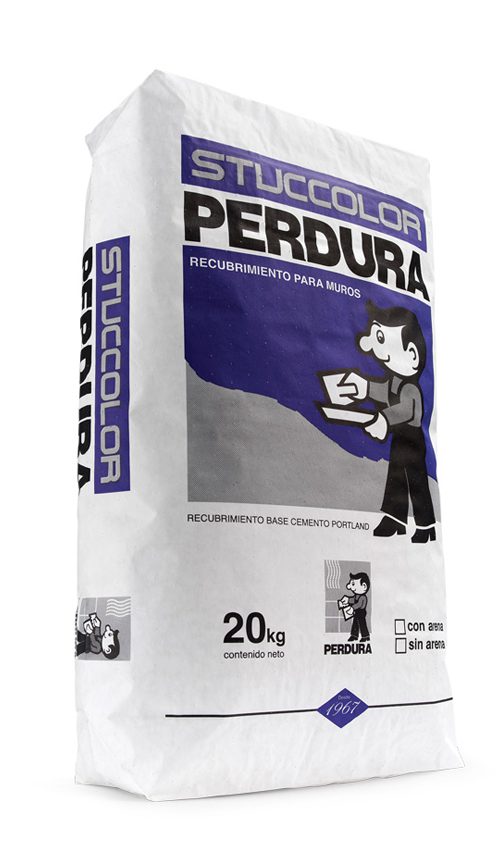 STUCCOLOR
PERDURA
RECUBRIMIENTO PARA MUROS
RECUBRIMIENTO BASE CEMENTO PORTLAND
20kg
contenido neto
PERDURA
con arena
sin arena
Desde
1967
STUCCOLOR
PERDURA